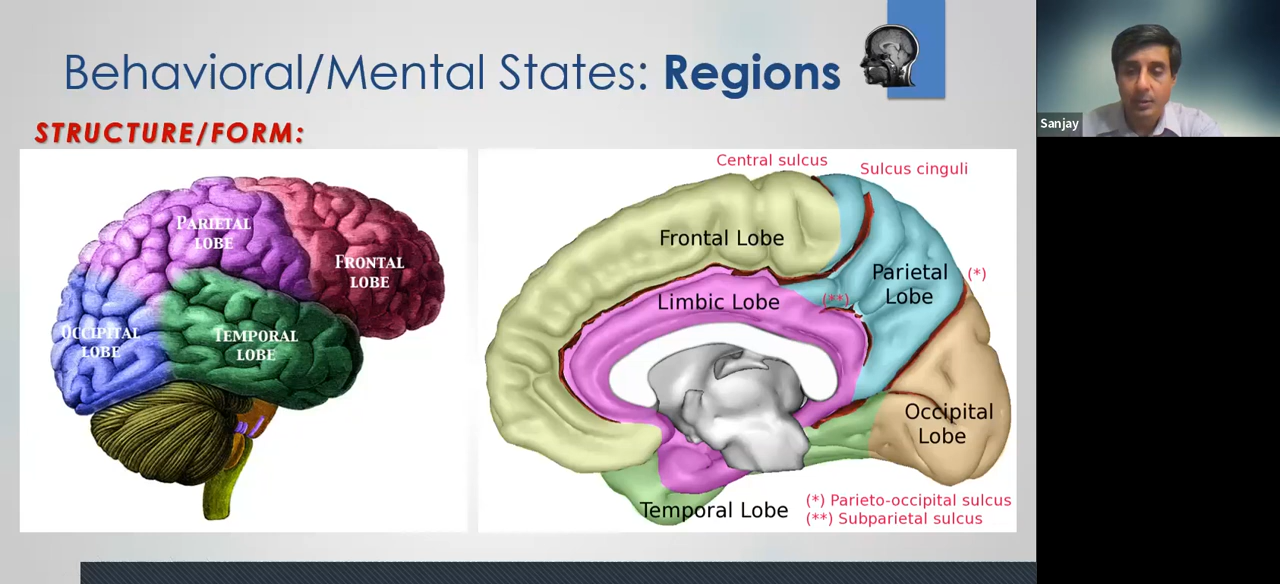 Behavioral/Mental States: Regions
STRUCTURE/FORM:
PARIETAL
LOBE
FRONTAL
LOBE
OCCIPITAL
LOBE
TEMPORAL
LOBE
Central sulcus
Sulcus cinguli
Frontal Lobe
Parietal
Lobe
(*)
Limbic Lobe
(**)
Occipital
Lobe
Temporal Lobe
(*) Parieto-occipital sulcus
(**) Subparietal sulcus
Sanjay